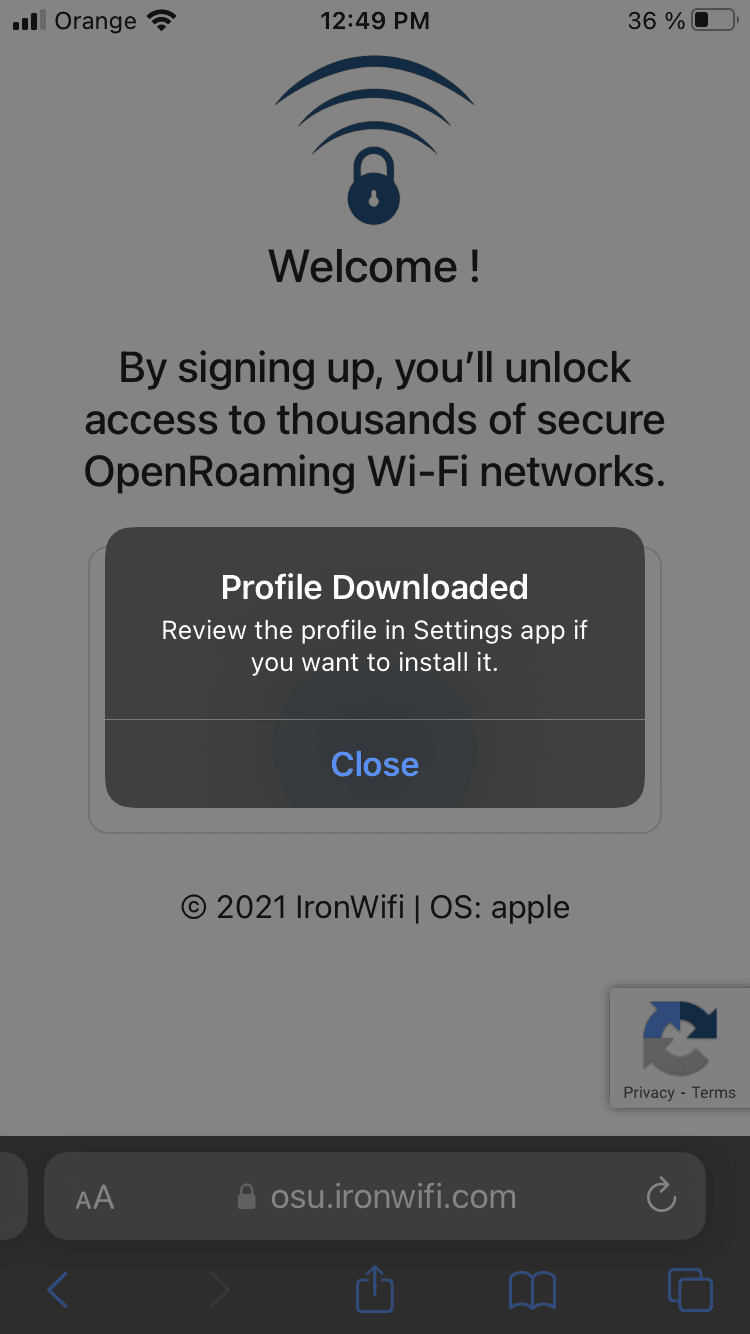 Orange 12:49 PM 36 %
Welcome !
By signing up, you’ll unlock
access to thousands of secure
OpenRoaming Wi-Fi networks.
Profile Downloaded
Review the profile in Settings app if
you want to install it.
Close
© 2021 IronWifi | OS: apple
Privacy - Terms
AA osu.ironwifi.com